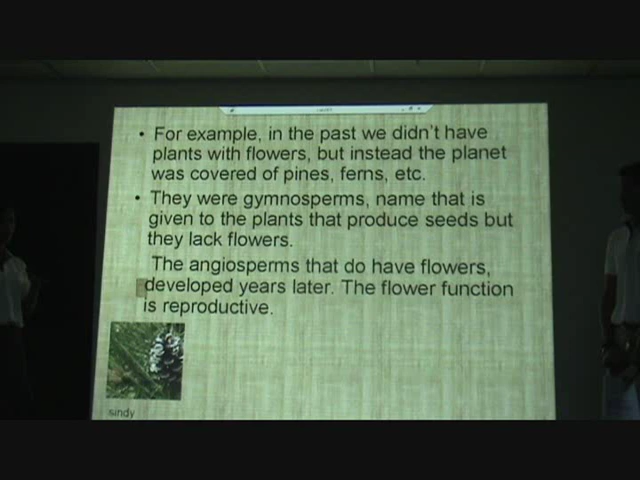 • For example, in the past we didn't have
plants with flowers, but instead the planet
was covered of pines, ferns, etc.
• They were gymnosperms, name that is
given to the plants that produce seeds but
they lack flowers.
The angiosperms that do have flowers,
developed years later. The flower function
is reproductive.
sindy